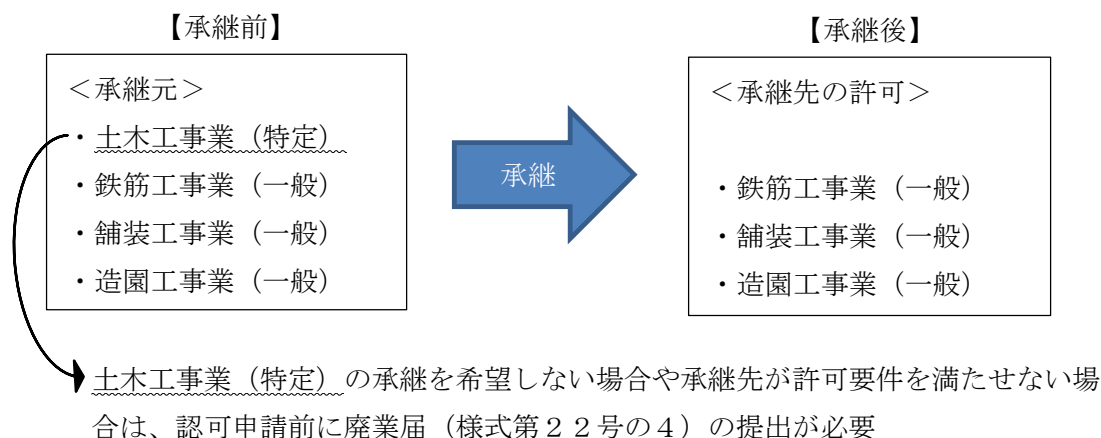 【承継前】
<承継元>
・土木工事業(特定)
・鉄筋工事業(一般)
・舗装工事業(一般)
・造園工事業(一般)
承継
【承継後】
<承継先の許可>
・鉄筋工事業(一般)
・舗装工事業(一般)
・造園工事業(一般)
土木工事業(特定)の承継を希望しない場合や承継先が許可要件を満たせない場
合は、認可申請前に廃業届(様式第22号の4)の提出が必要